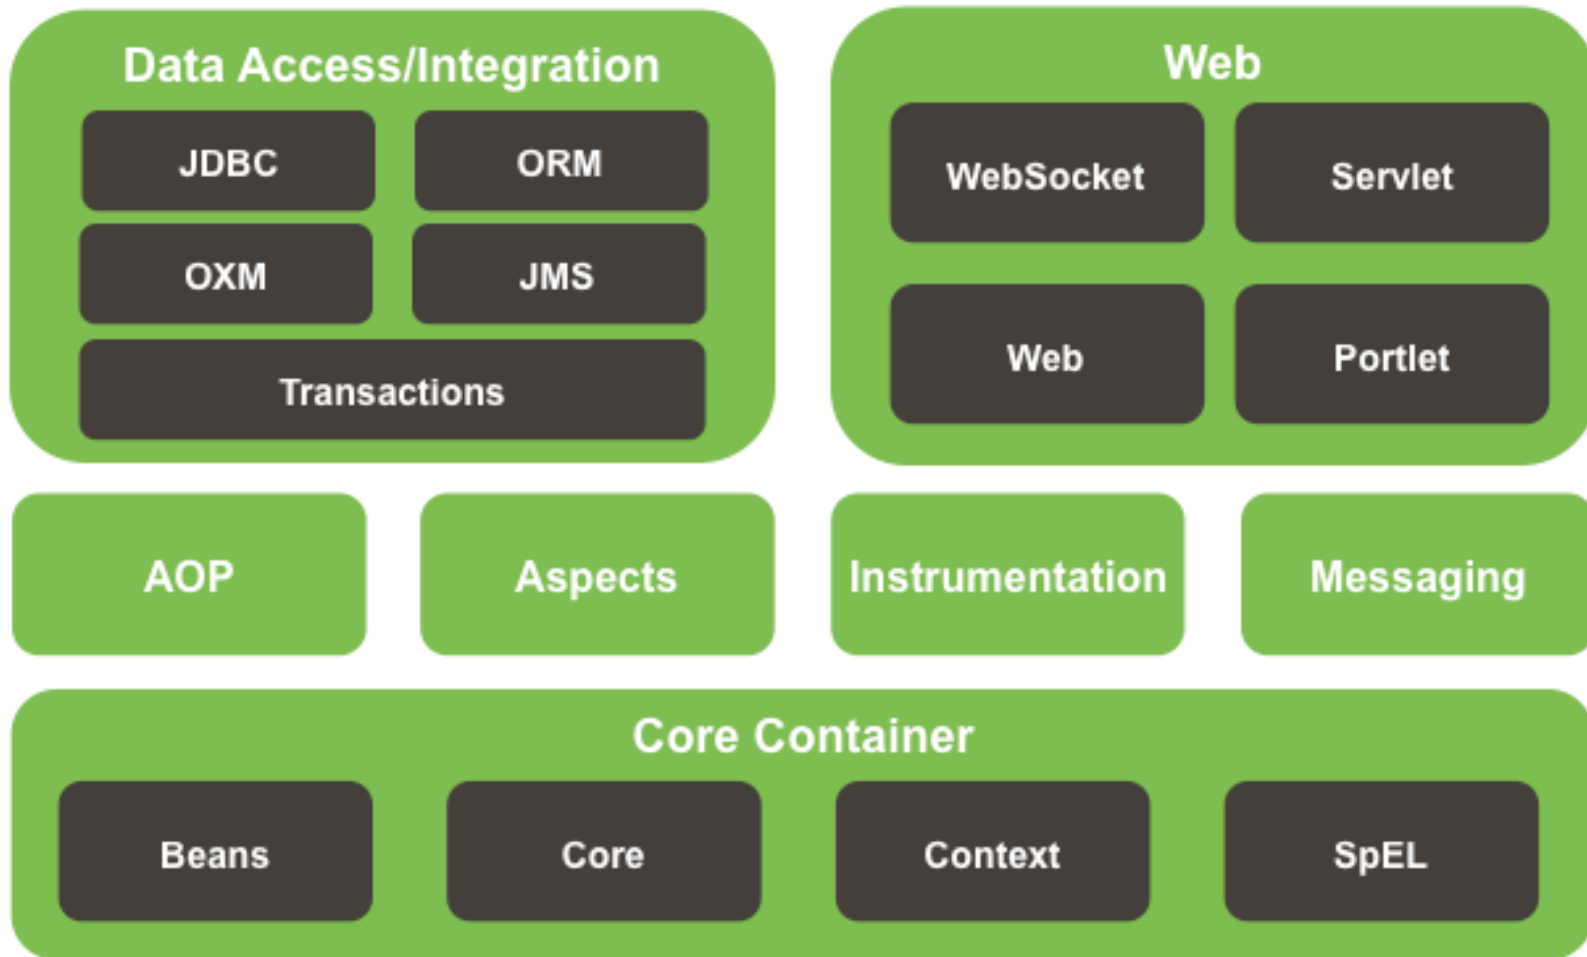 Data Access/Integration
JDBC
ORM
OXM
JMS
Transactions
Web
WebSocket
Servlet
Web
Portlet
AOP
Aspects
Instrumentation
Messaging
Core Container
Beans
Core
Context
SpEL